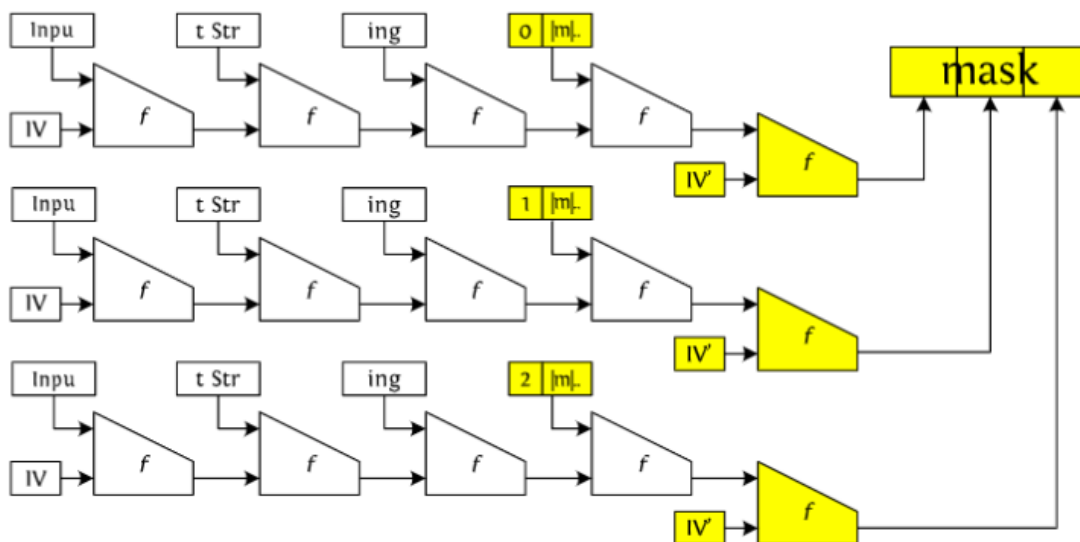 Inpu t Str ing 0 |m|..
mask
IV f f f f
IV' f
Inpu t Str ing 1 |m|..
IV f f f f
IV' f
Inpu t Str ing 2 |m|..
IV f f f f
IV' f